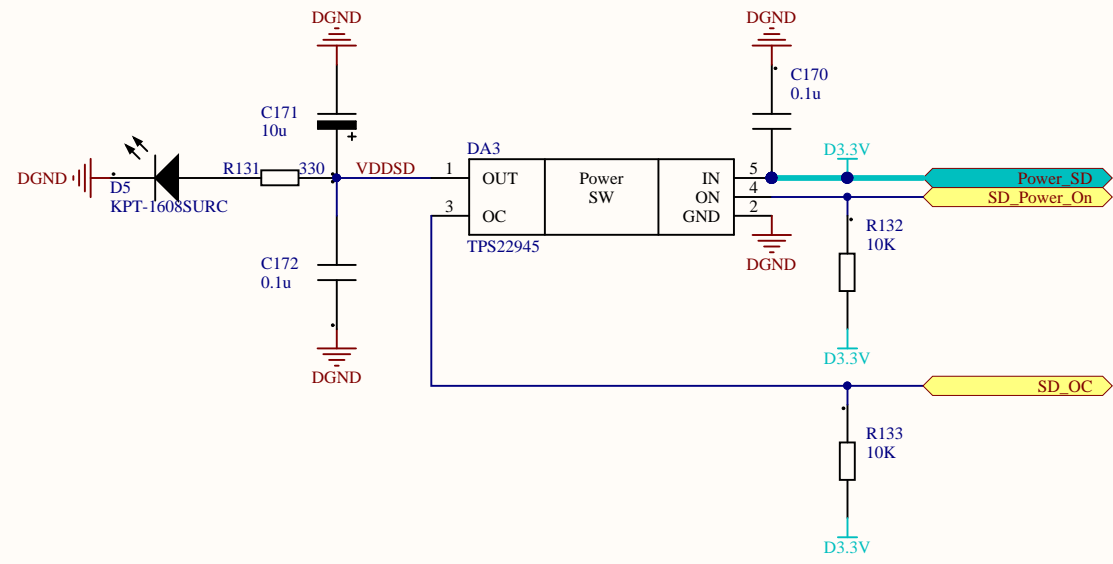 DGND
DGND
C170
0.1u
C171
10u
+
DA3
D3.3V
DGND
D5
KPT-1608SURC
R131
330
VDDSD
1
OUT
Power
SW
IN
5
Power_SD
ON
4
SD_Power_On
3
OC
GND
2
TPS22945
R132
10K
DGND
C172
0.1u
D3.3V
DGND
SD_OC
R133
10K
D3.3V